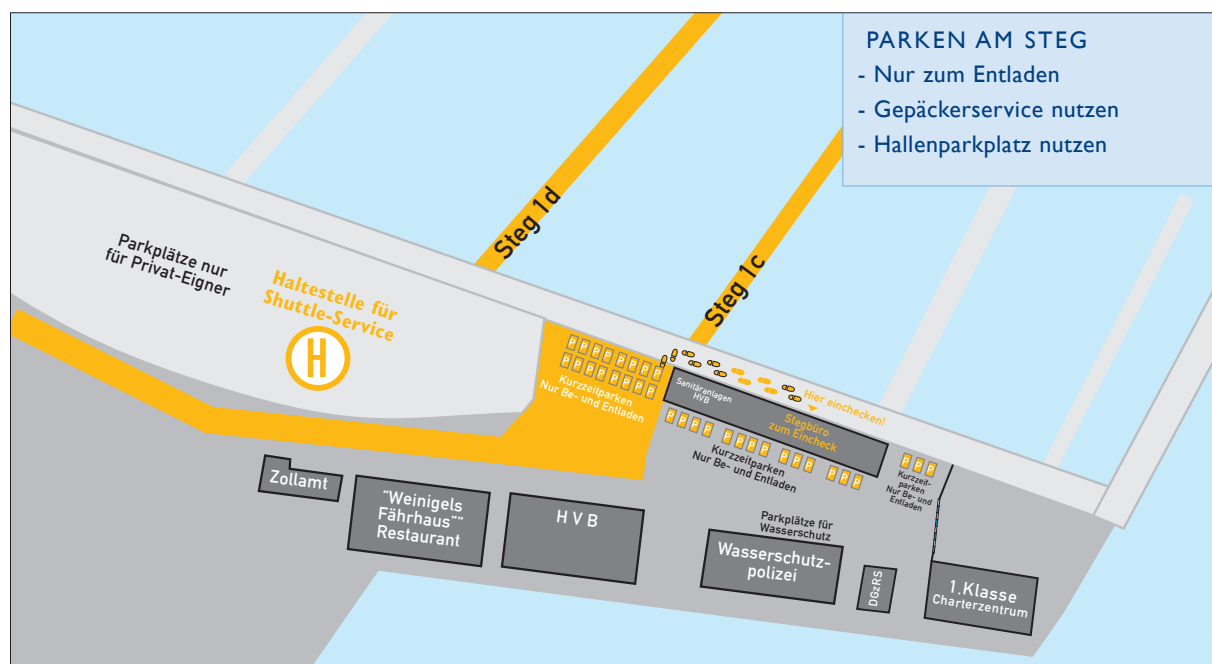 PARKEN AM STEG
- Nur zum Entladen
- Gepäckerservice nutzen
- Hallenparkplatz nutzen
Steg 1d
Steg 1c
Parkplätze nur
für Privat-Eigner
Haltestelle für
Shuttle-Service
H
P P P P P P P P
P P P P P P P P
Kurzzeitparken
Nur Be- und Entladen
Sanitäranlagen
HVB
Hier einchecken!
Stegbüro
zum Eincheck
P P P P P P P P P P P P P P
Kurzzeitparken
Nur Be- und Entladen
P P P
Kurzzeit-
parken
Nur Be- und
Entladen
Zollamt
"Weinigels
Fährhaus""
Restaurant
H V B
Parkplätze für
Wasserschutz
Wasserschutz-
polizei
DGzRS
1.Klasse
Charterzentrum